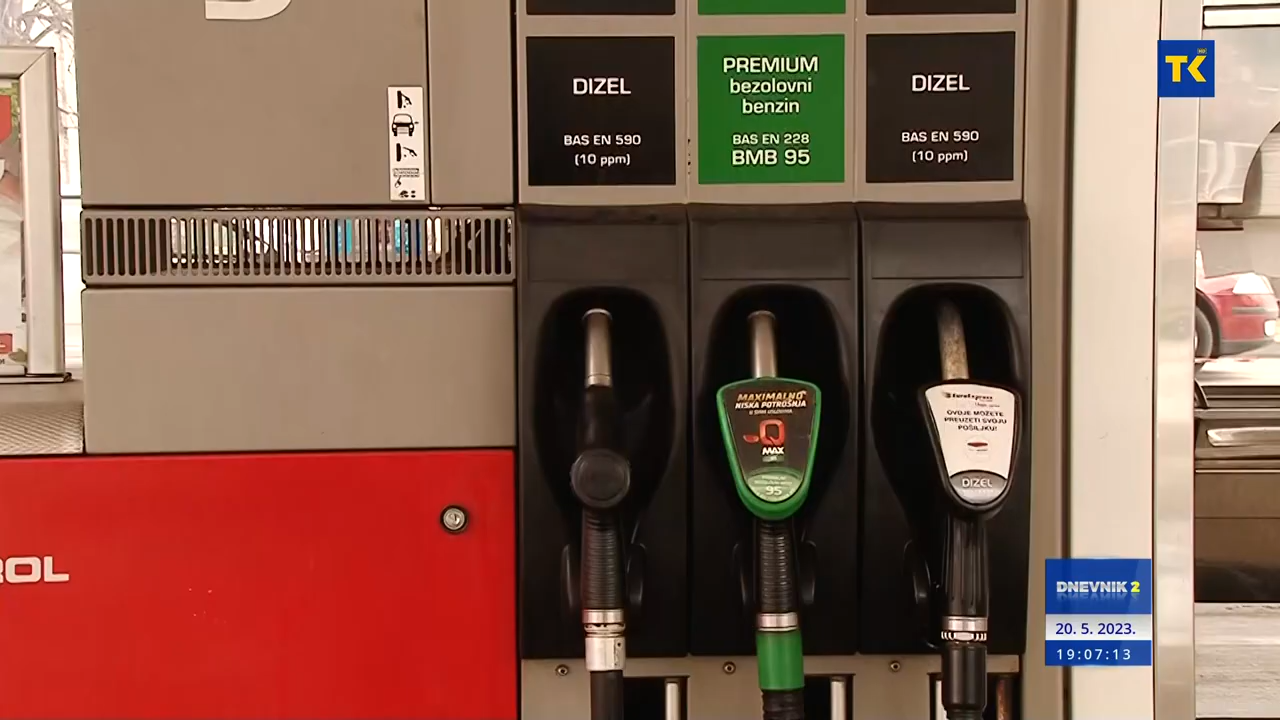 DIZEL
BAS EN 590
(10 ppm)
PREMIUM
bezolovni
benzin
BAS EN 228
BMB 95
DIZEL
BAS EN 590
(10 ppm)
TK
MAXIMALNO
NISKA POTROŠNJA
Q
MAX
95
EuroExpress
OVDJE MOŽETE
PREUZETI SVOJU
POŠILJKU!
DIZEL
ROL
DNEVNIK 2
20. 5. 2023.
19:07:13